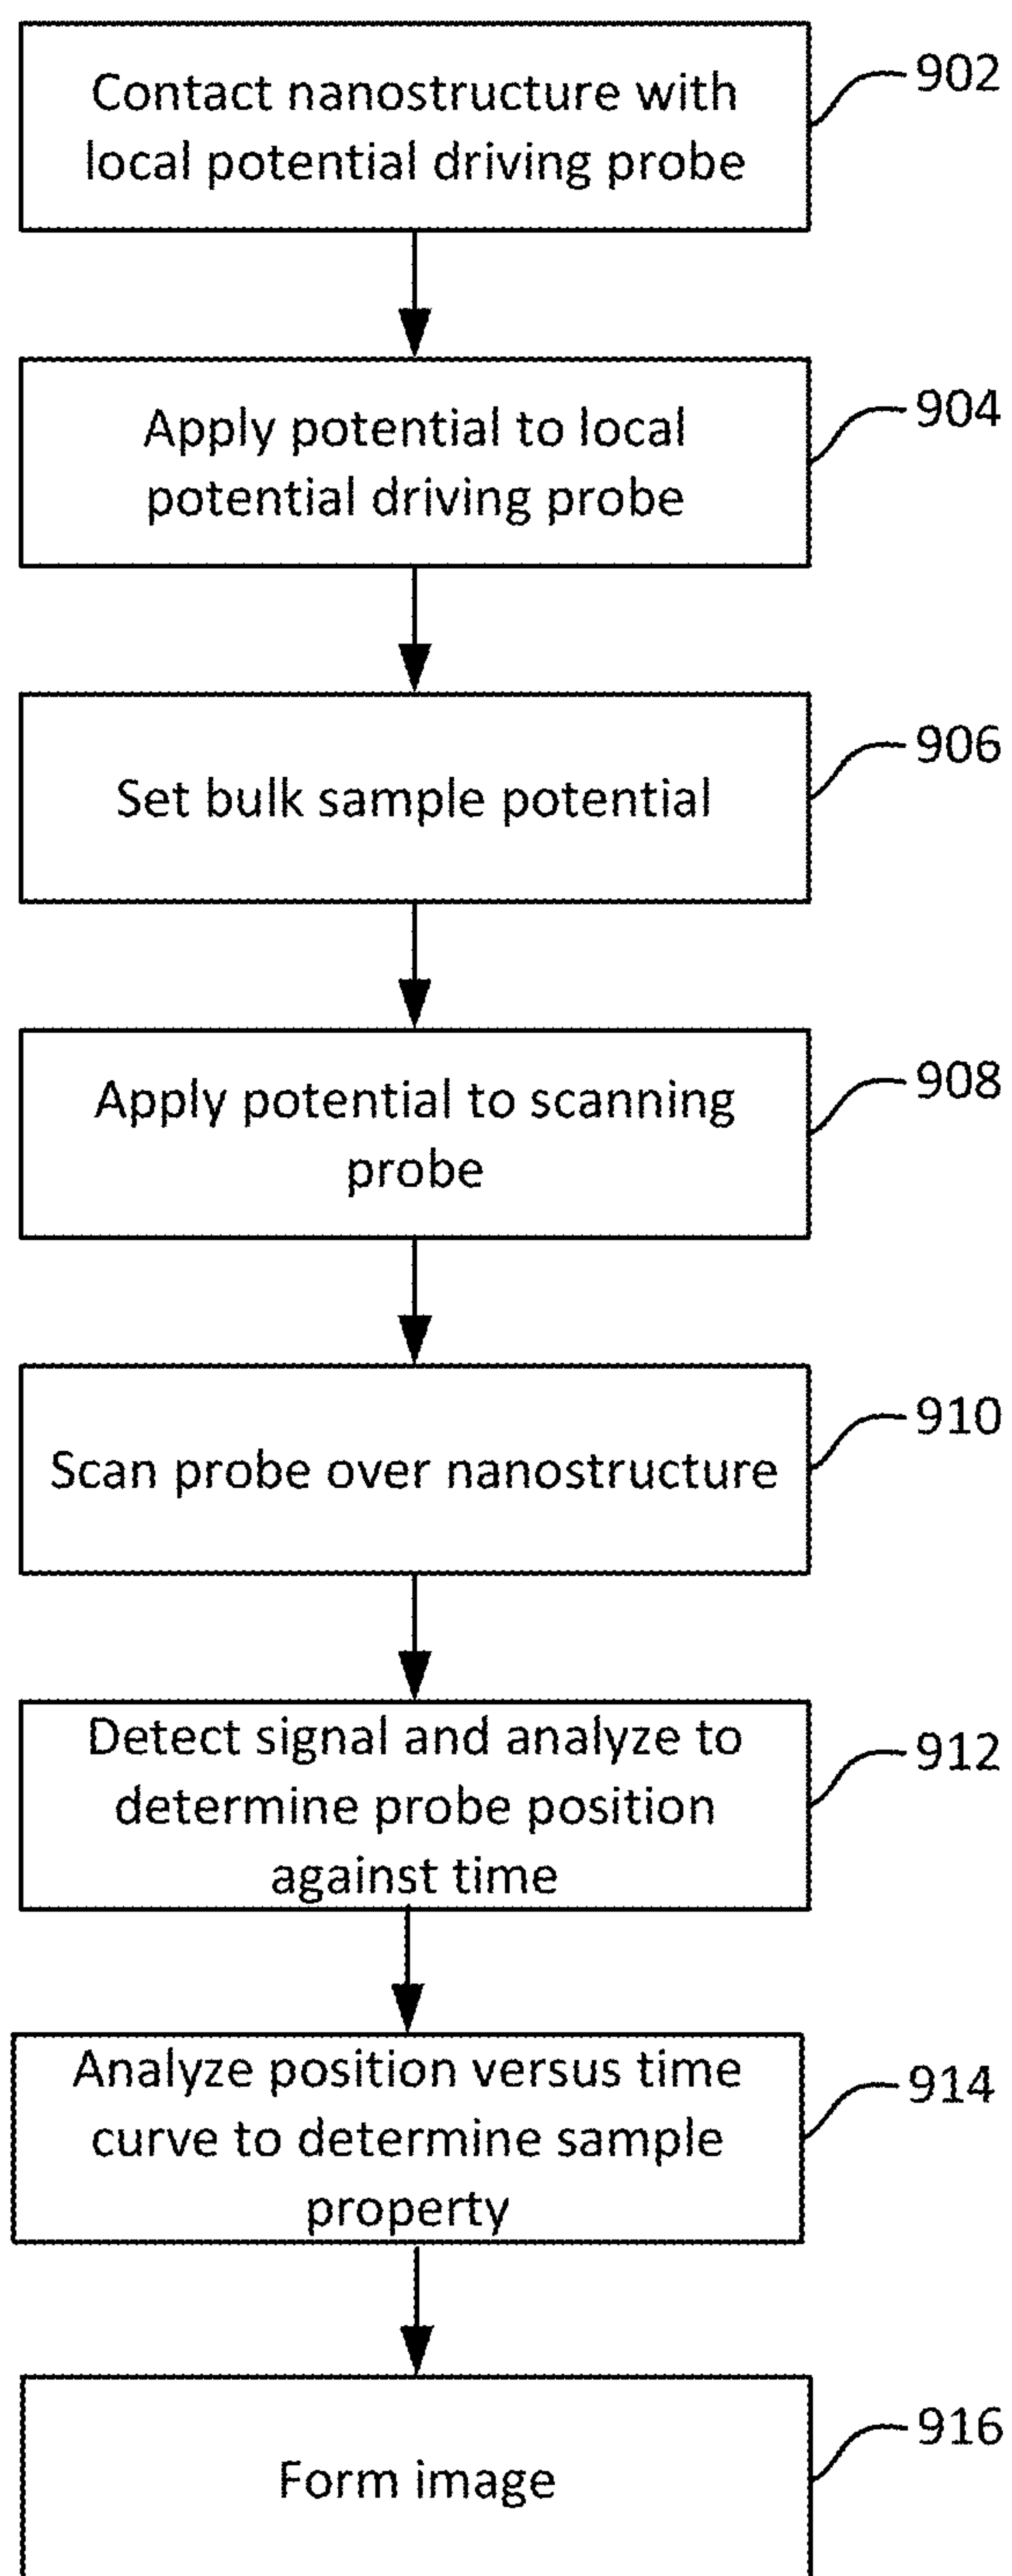 Contact nanostructure with
local potential driving probe
902
Apply potential to local
potential driving probe
904
Set bulk sample potential
906
Apply potential to scanning
probe
908
Scan probe over nanostructure
910
Detect signal and analyze to
determine probe position
against time
912
Analyze position versus time
curve to determine sample
property
914
Form image
916